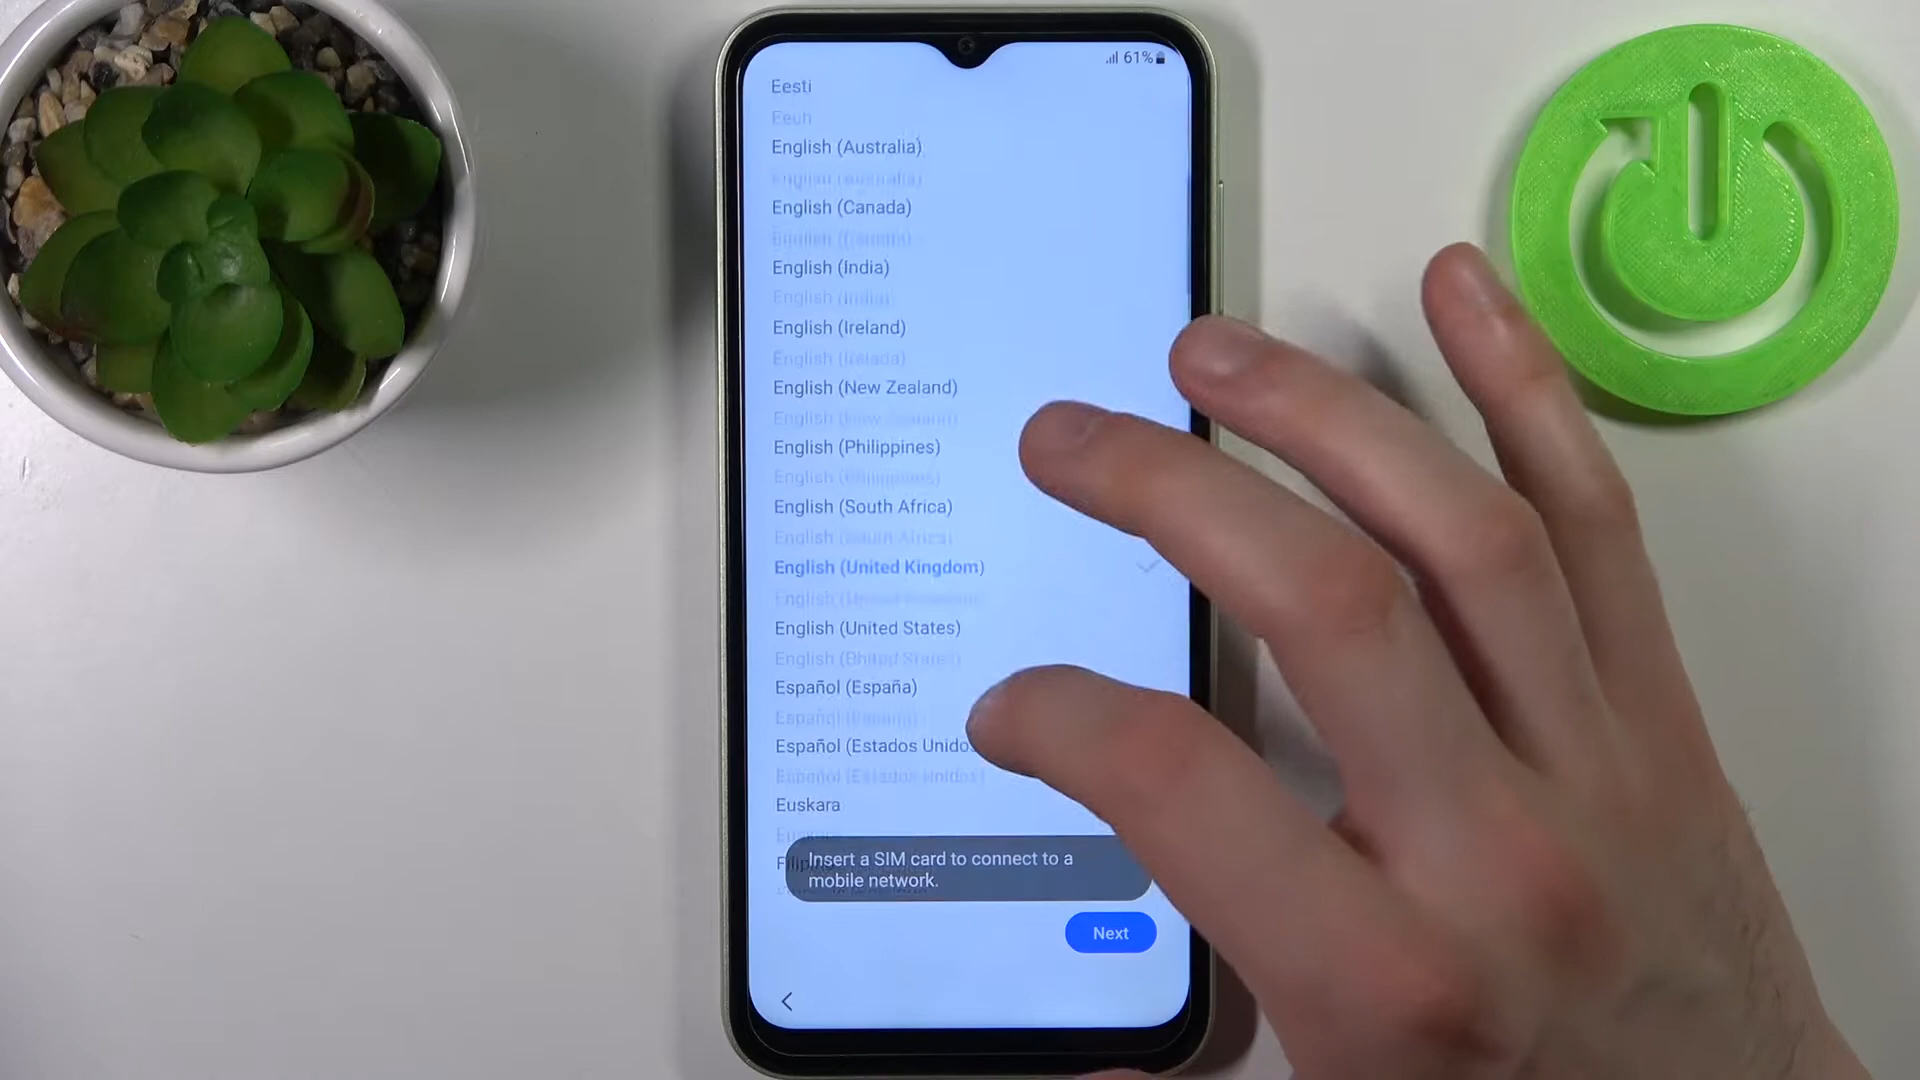 61%
Eesti
English (Australia)
English (Canada)
English (India)
English (Ireland)
English (New Zealand)
English (Philippines)
English (South Africa)
English (United Kingdom)
English (United States)
Español (España)
Español (Estados Unidos
Euskara
Insert a SIM card to connect to a
mobile network.
Next